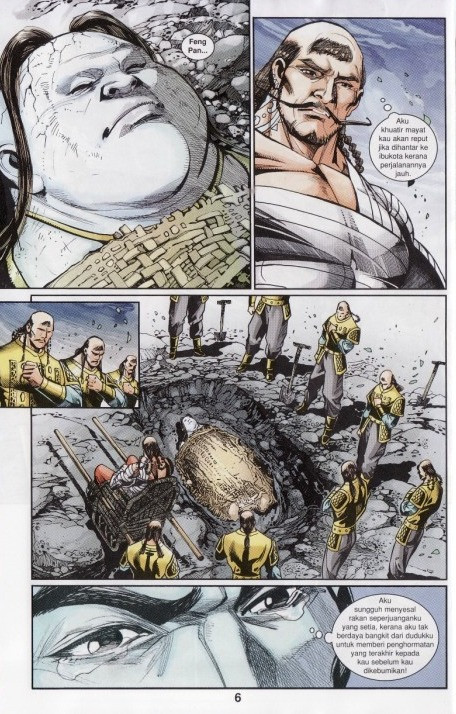 Feng
Pan...
Aku
khuatir mayat
kau akan reput
jika dihantar ke
ibukota kerana
perjalanannya
jauh.
Aku
sungguh menyesal
rakan seperjuanganku
yang setia, kerana aku tak
berdaya bangkit dari dudukku
untuk memberi penghormatan
yang terakhir kepada
kau sebelum kau
dikebumikan!
6